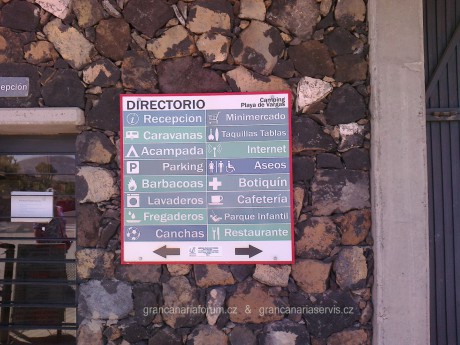 epción
DIRECTORIO
Camping
Playa de Vargas
i Recepcion
Minimercado
Caravanas
Taquillas Tablas
Acampada
Internet
P Parking
Aseos
Barbacoas
Botiquín
Lavaderos
Cafetería
Fregaderos
Parque Infantil
Canchas
Restaurante
grancanariaforum.cz & grancanariaservis.cz